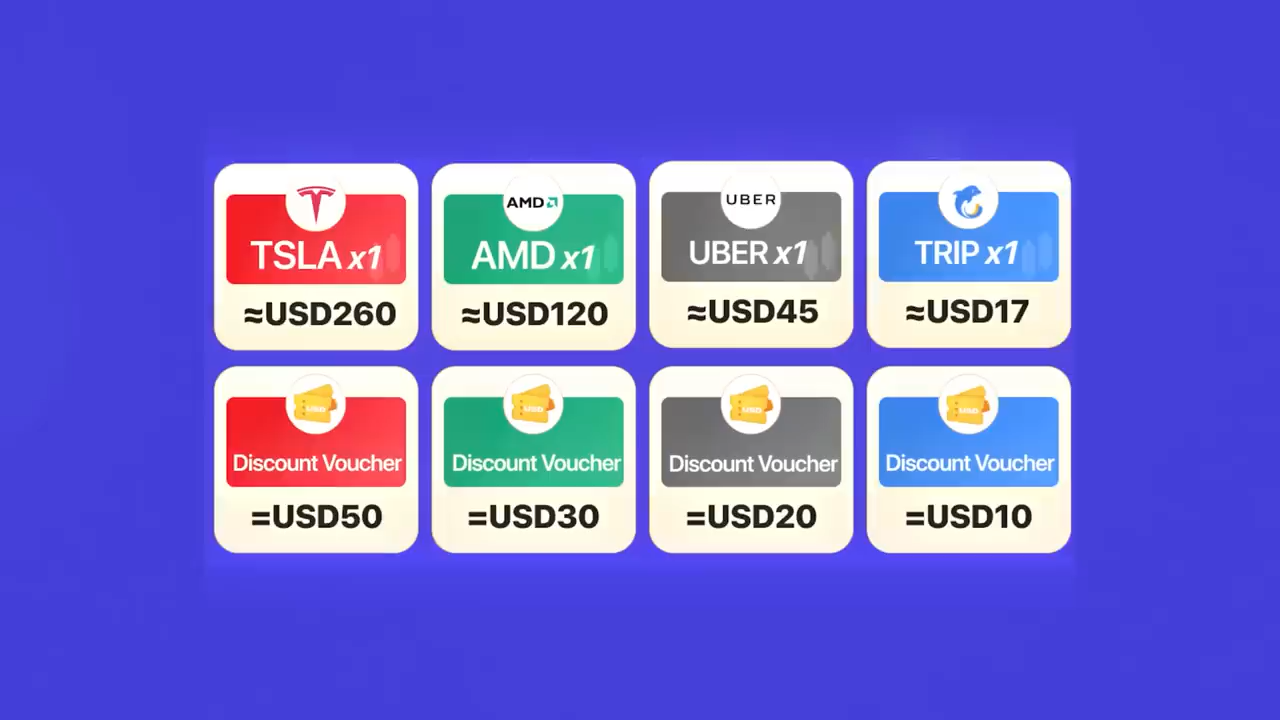 AMD
UBER
TSLA x1
AMD x1
UBER x1
TRIP x1
≈USD260
≈USD120
≈USD45
≈USD17
USD
USD
USD
USD
Discount Voucher
Discount Voucher
Discount Voucher
Discount Voucher
=USD50
=USD30
=USD20
=USD10